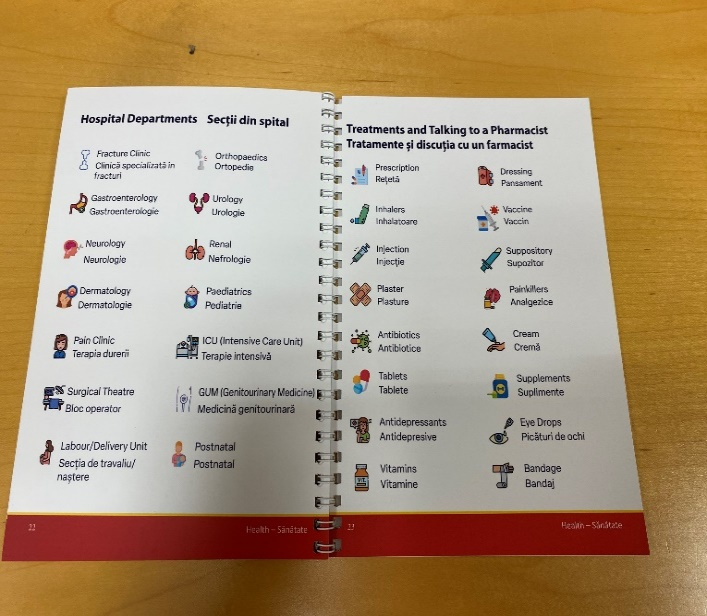 Hospital Departments Secții din spital
Fracture Clinic
Clinică specializată în
fracturi
Orthopaedics
Ortopedie
Gastroenterology
Gastroenterologie
Urology
Urologie
Neurology
Neurologie
Renal
Nefrologie
Dermatology
Dermatologie
Paediatrics
Pediatrie
Pain Clinic
Terapia durerii
ICU (Intensive Care Unit)
Terapie intensivă
Surgical Theatre
Bloc operator
GUM (Genitourinary Medicine)
Medicină genitourinară
Labour/Delivery Unit
Secția de travaliu/
naștere
Postnatal
Postnatal
Health – Sănătate
Treatments and Talking to a Pharmacist
Tratamente și discuția cu un farmacist
Prescription
Rețetă
Dressing
Pansament
Inhalers
Inhalatoare
Vaccine
Vaccin
Injection
Injecție
Suppository
Supozitor
Plaster
Plasture
Painkillers
Analgezice
Antibiotics
Antibiotice
Cream
Cremă
Tablets
Tablete
Supplements
Suplimente
Antidepressants
Antidepresive
Eye Drops
Picături de ochi
Vitamins
Vitamine
Bandage
Bandaj
Health – Sănătate